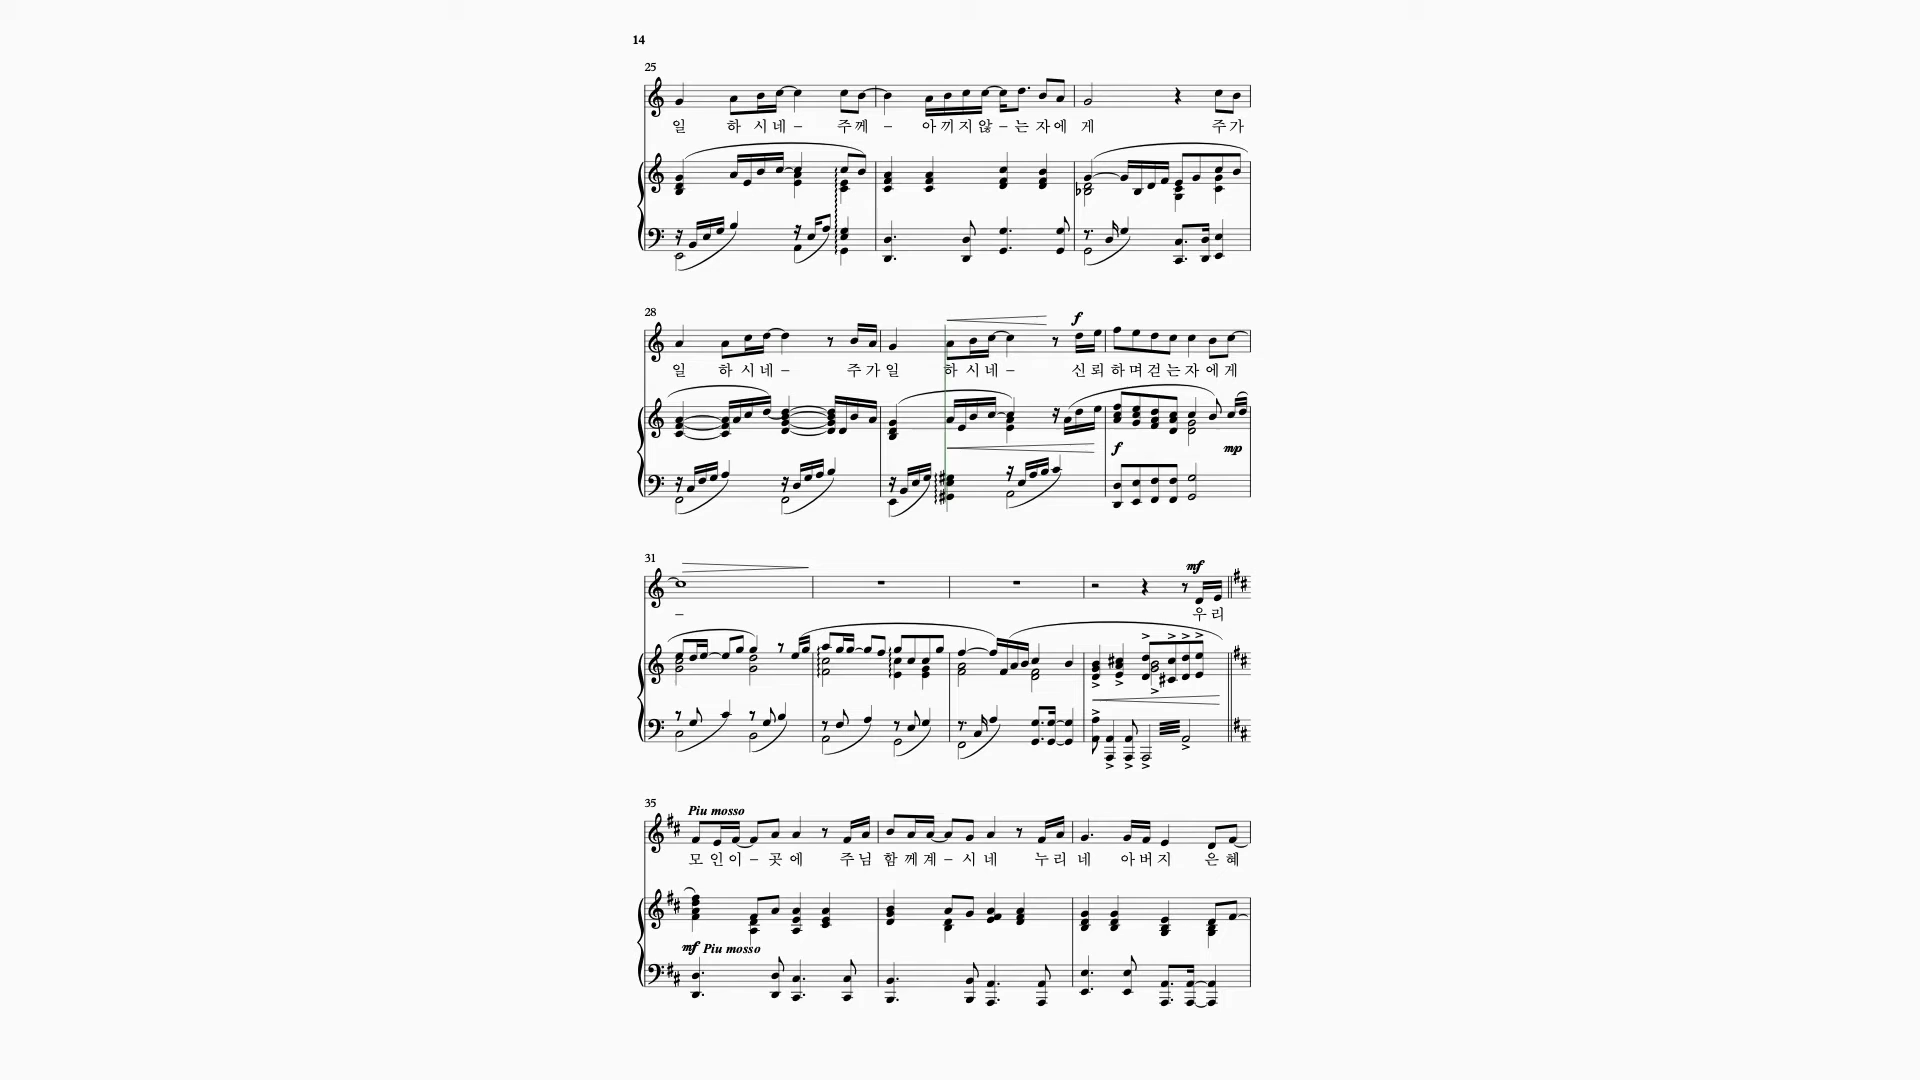 14
25
일 하 시 네 – 주 께 – 아 끼 지 않 – 는 자 에 게 주 가
28
f
일 하 시 네 – 주 가 일 하 시 네 – 신 뢰 하 며 걷 는 자 에 게
f mp
31
mf
– 우 리
35
Piu mosso
모 인 이 – 곳 에 주 님 함 께 계 – 시 네 누 리 네 아 버 지 은 혜
mf Piu mosso